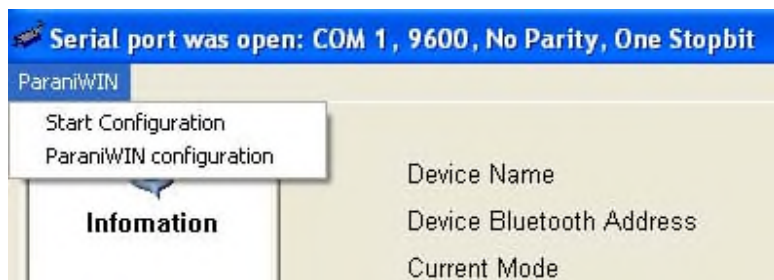 Serial port was open: COM 1, 9600, No Parity, One Stopbit
ParaniWIN
Start Configuration
ParaniWIN configuration
Infomation
Device Name
Device Bluetooth Address
Current Mode